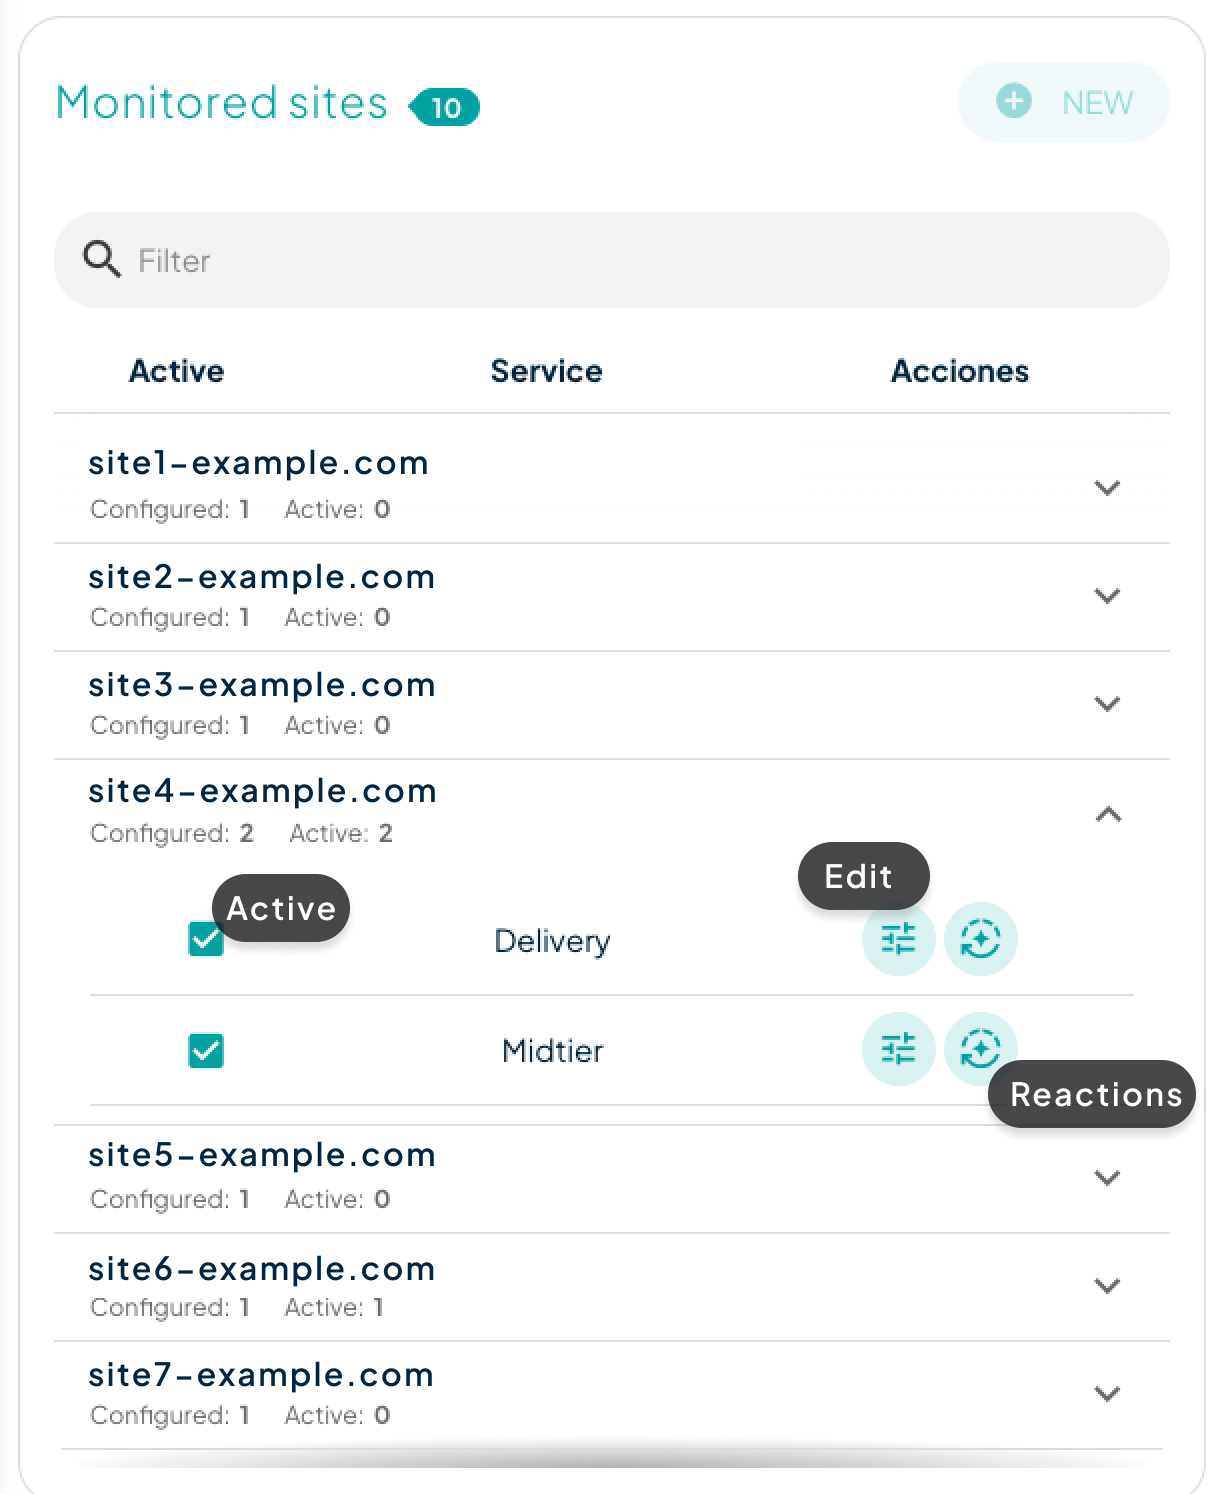 Monitored sites 10 NEW
Filter
Active Service Acciones
site1-example.com
Configured: 1 Active: 0
site2-example.com
Configured: 1 Active: 0
site3-example.com
Configured: 1 Active: 0
site4-example.com
Configured: 2 Active: 2
Edit
Active
Delivery
Midtier
Reactions
site5-example.com
Configured: 1 Active: 0
site6-example.com
Configured: 1 Active: 1
site7-example.com
Configured: 1 Active: 0